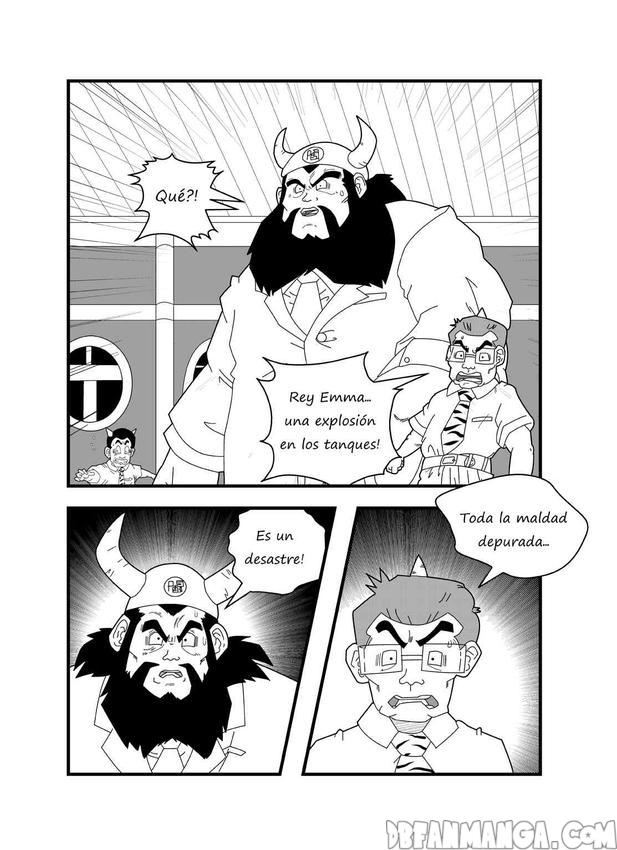 Qué?!
Rey Emma...
una explosión
en los tanques!
Es un
desastre!
Toda la maldad
depurada...
DBFANMANGA.COM